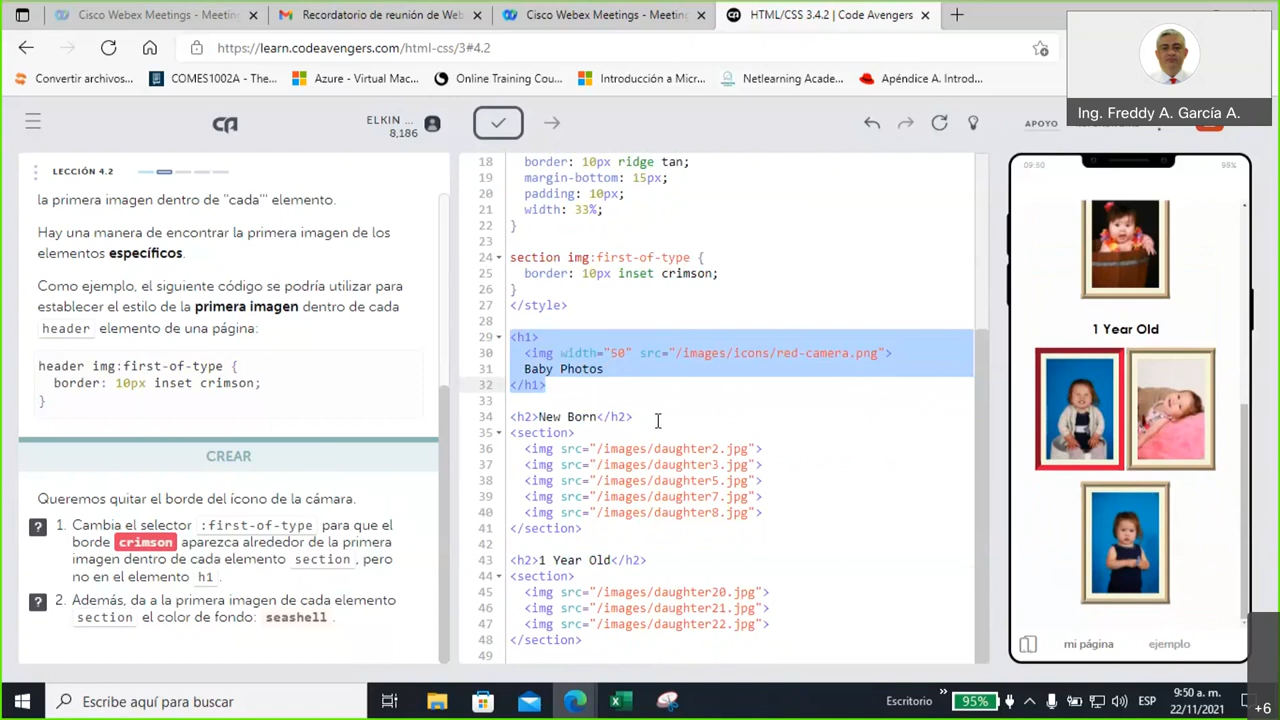 Cisco Webex Meetings
Recordatorio de reunión de Web
Cisco Webex Meetings - Meeting
HTML/CSS 3.4.2 | Code Avengers
https://learn.codeavengers.com/html-css/3#4.2
Convertir archivos...
COMES1002A - The...
Azure - Virtual Mac...
Online Training Cou...
Introducción a Micr...
Netlearning Acade...
Apéndice A. Introd...
Ing. Freddy A. García A.
ELKIN ...
8,186
APOYO
LECCIÓN 4.2
la primera imagen dentro de "cada'" elemento.
Hay una manera de encontrar la primera imagen de los
elementos específicos.
Como ejemplo, el siguiente código se podría utilizar para
establecer el estilo de la primera imagen dentro de cada
header elemento de una página:
header img:first-of-type {
border: 10px inset crimson;
}
CREAR
Queremos quitar el borde del ícono de la cámara.
? 1. Cambia el selector :first-of-type para que el
borde crimson aparezca alrededor de la primera
imagen dentro de cada elemento section, pero
no en el elemento h1.
? 2. Además, da a la primera imagen de cada elemento
section el color de fondo: seashell.
18 border: 10px ridge tan;
19 margin-bottom: 15px;
20 padding: 10px;
21 width: 33%;
22 }
23
24 section img:first-of-type {
25 border: 10px inset crimson;
26 }
27 </style>
28
29 <h1>
30 <img width="50" src="/images/icons/red-camera.png">
31 Baby Photos
32 </h1>
33
34 <h2>New Born</h2>
35 <section>
36 <img src="/images/daughter2.jpg">
37 <img src="/images/daughter3.jpg">
38 <img src="/images/daughter5.jpg">
39 <img src="/images/daughter7.jpg">
40 <img src="/images/daughter8.jpg">
41 </section>
42
43 <h2>1 Year Old</h2>
44 <section>
45 <img src="/images/daughter20.jpg">
46 <img src="/images/daughter21.jpg">
47 <img src="/images/daughter22.jpg">
48 </section>
49
09:50
98%
1 Year Old
mi página
ejemplo
Escribe aquí para buscar
Escritorio
95%
ESP
9:50 a. m.
22/11/2021
+6